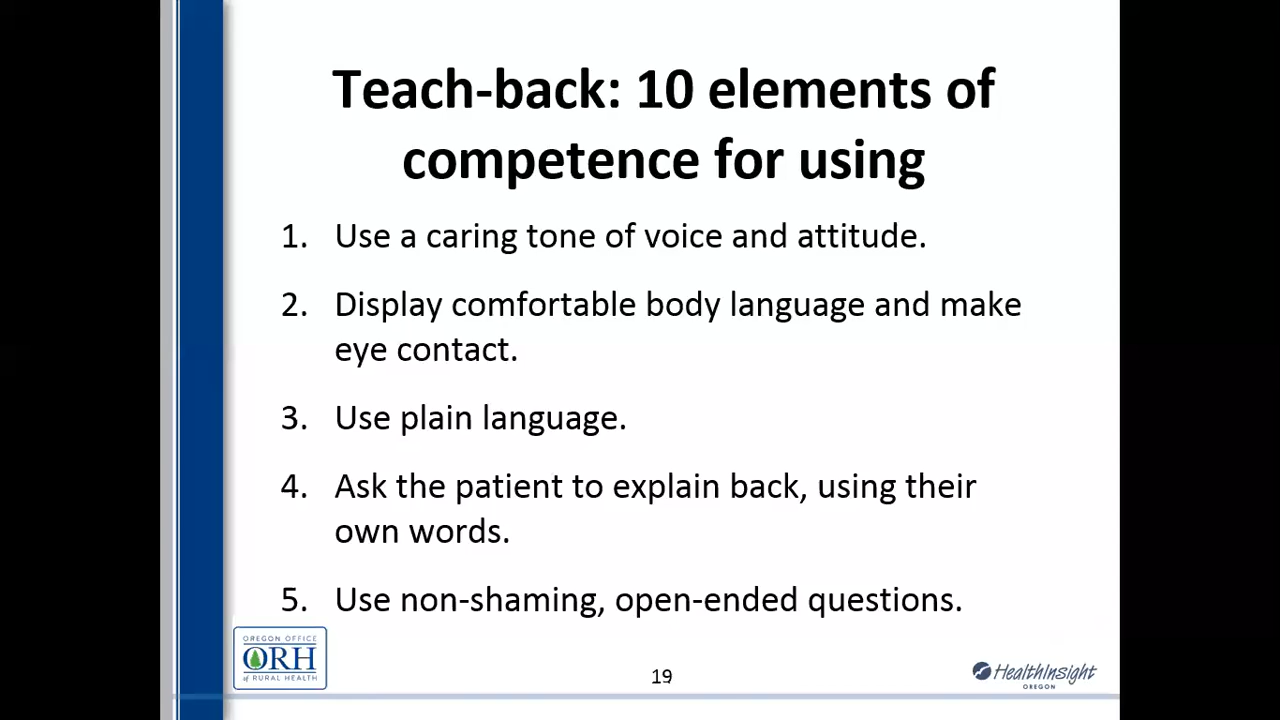 Teach-back: 10 elements of
competence for using
1. Use a caring tone of voice and attitude.
2. Display comfortable body language and make
eye contact.
3. Use plain language.
4. Ask the patient to explain back, using their
own words.
5. Use non-shaming, open-ended questions.
OREGON OFFICE
ORH
of RURAL HEALTH
19
HealthInsight
OREGON